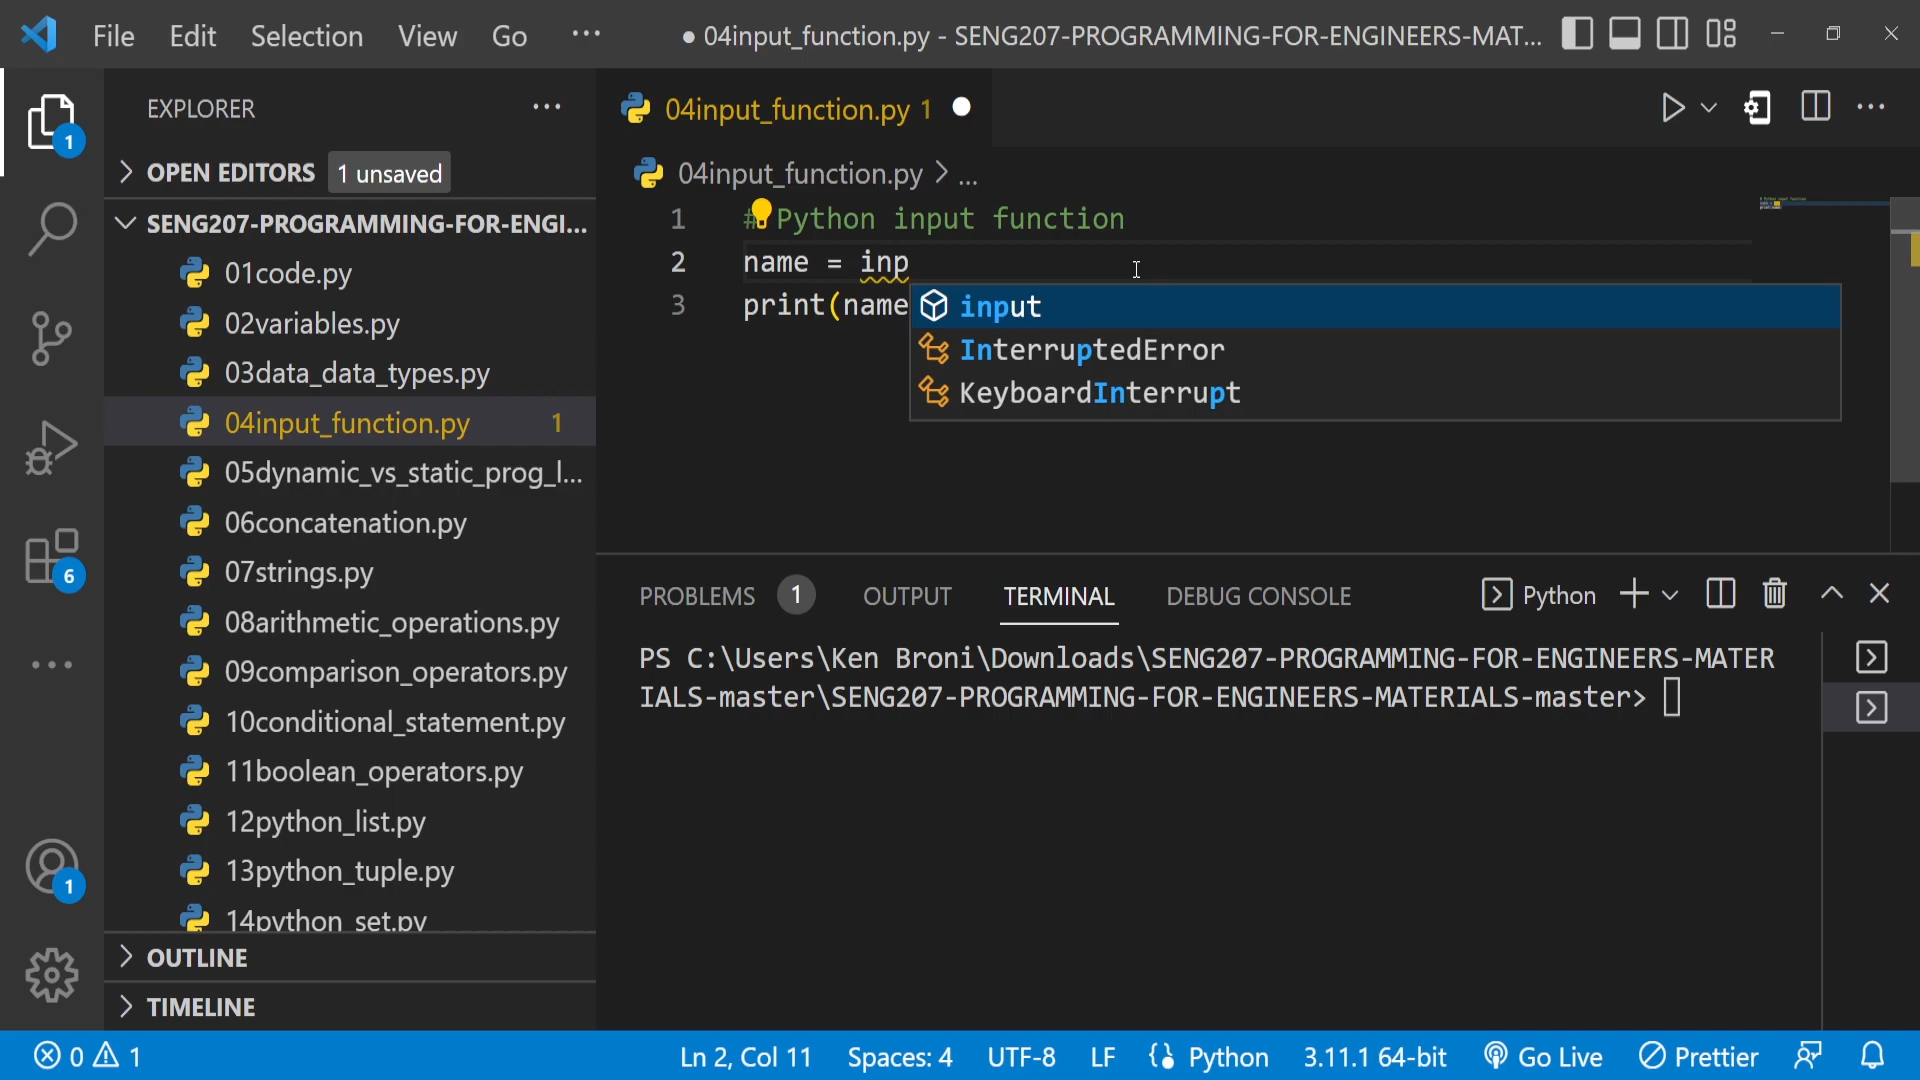 File Edit Selection View Go ··· ● 04input_function.py - SENG207-PROGRAMMING-FOR-ENGINEERS-MAT...
EXPLORER ···
OPEN EDITORS 1 unsaved
SENG207-PROGRAMMING-FOR-ENGI...
01code.py
02variables.py
03data_data_types.py
04input_function.py 1
05dynamic_vs_static_prog_l...
06concatenation.py
07strings.py
08arithmetic_operations.py
09comparison_operators.py
10conditional_statement.py
11boolean_operators.py
12python_list.py
13python_tuple.py
14python_set.py
OUTLINE
TIMELINE
1
6
1
04input_function.py 1
04input_function.py > ...
1 # Python input function
2 name = inp
3 print(name
input
InterruptedError
KeyboardInterrupt
PROBLEMS 1 OUTPUT TERMINAL DEBUG CONSOLE Python
PS C:\Users\Ken Broni\Downloads\SENG207-PROGRAMMING-FOR-ENGINEERS-MATER
IALS-master\SENG207-PROGRAMMING-FOR-ENGINEERS-MATERIALS-master>
0 1 Ln 2, Col 11 Spaces: 4 UTF-8 LF Python 3.11.1 64-bit Go Live Prettier